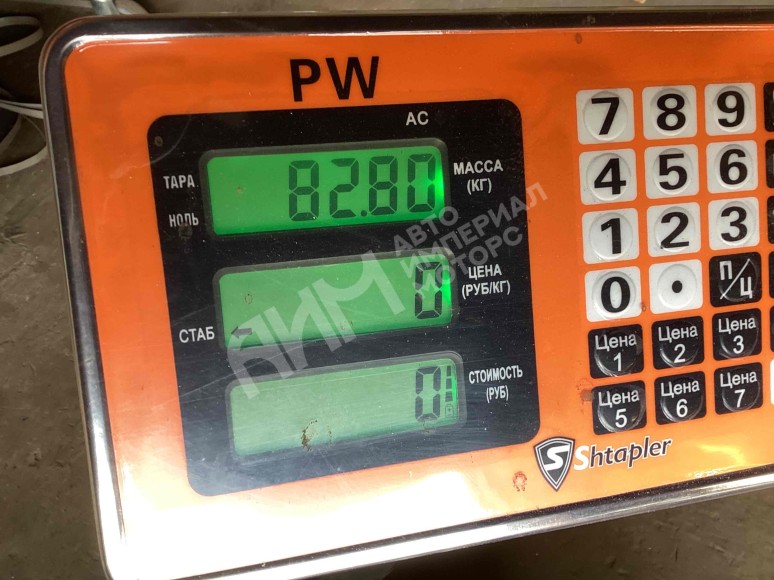 PW
AC
ТАРА
НОЛЬ
82.80
МАССА
(КГ)
0
ЦЕНА
(РУБ/КГ)
СТАБ
0
СТОИМОСТЬ
(РУБ)
7 8 9
4 5 6
1 2 3
0 • П/Ц
Цена 1
Цена 2
Цена 3
Цена 5
Цена 6
Цена 7
S Shtapler
АИМ
АВТО
ИМПЕРИАЛ
МОТОРС